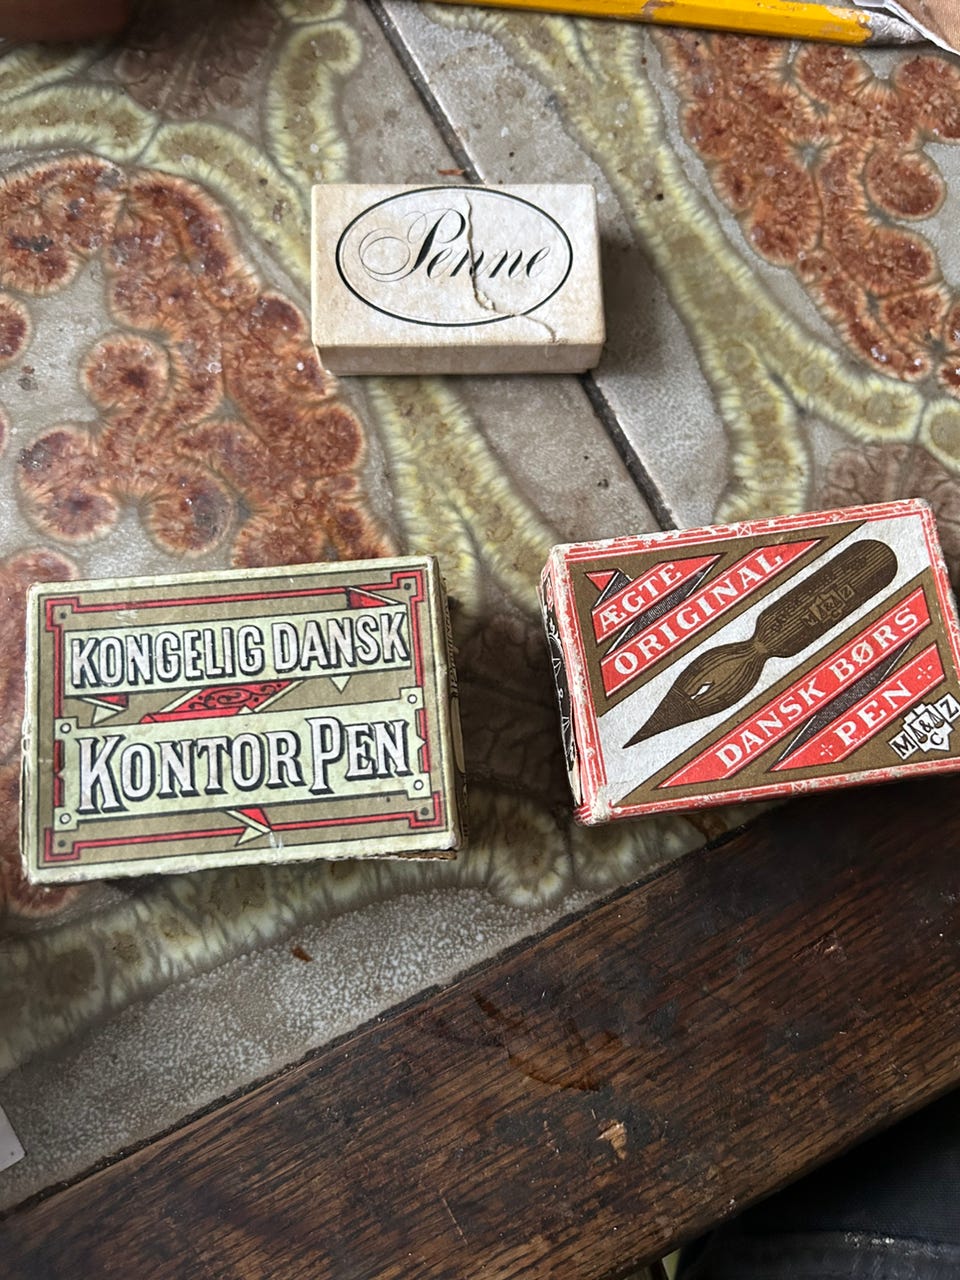 Penne
KONGELIG DANSK
KONTOR PEN
ÆGTE
ORIGINAL
DANSK BØRS
PEN
M&Z